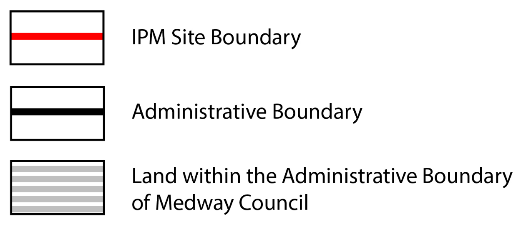 IPM Site Boundary
Administrative Boundary
Land within the Administrative Boundary
of Medway Council